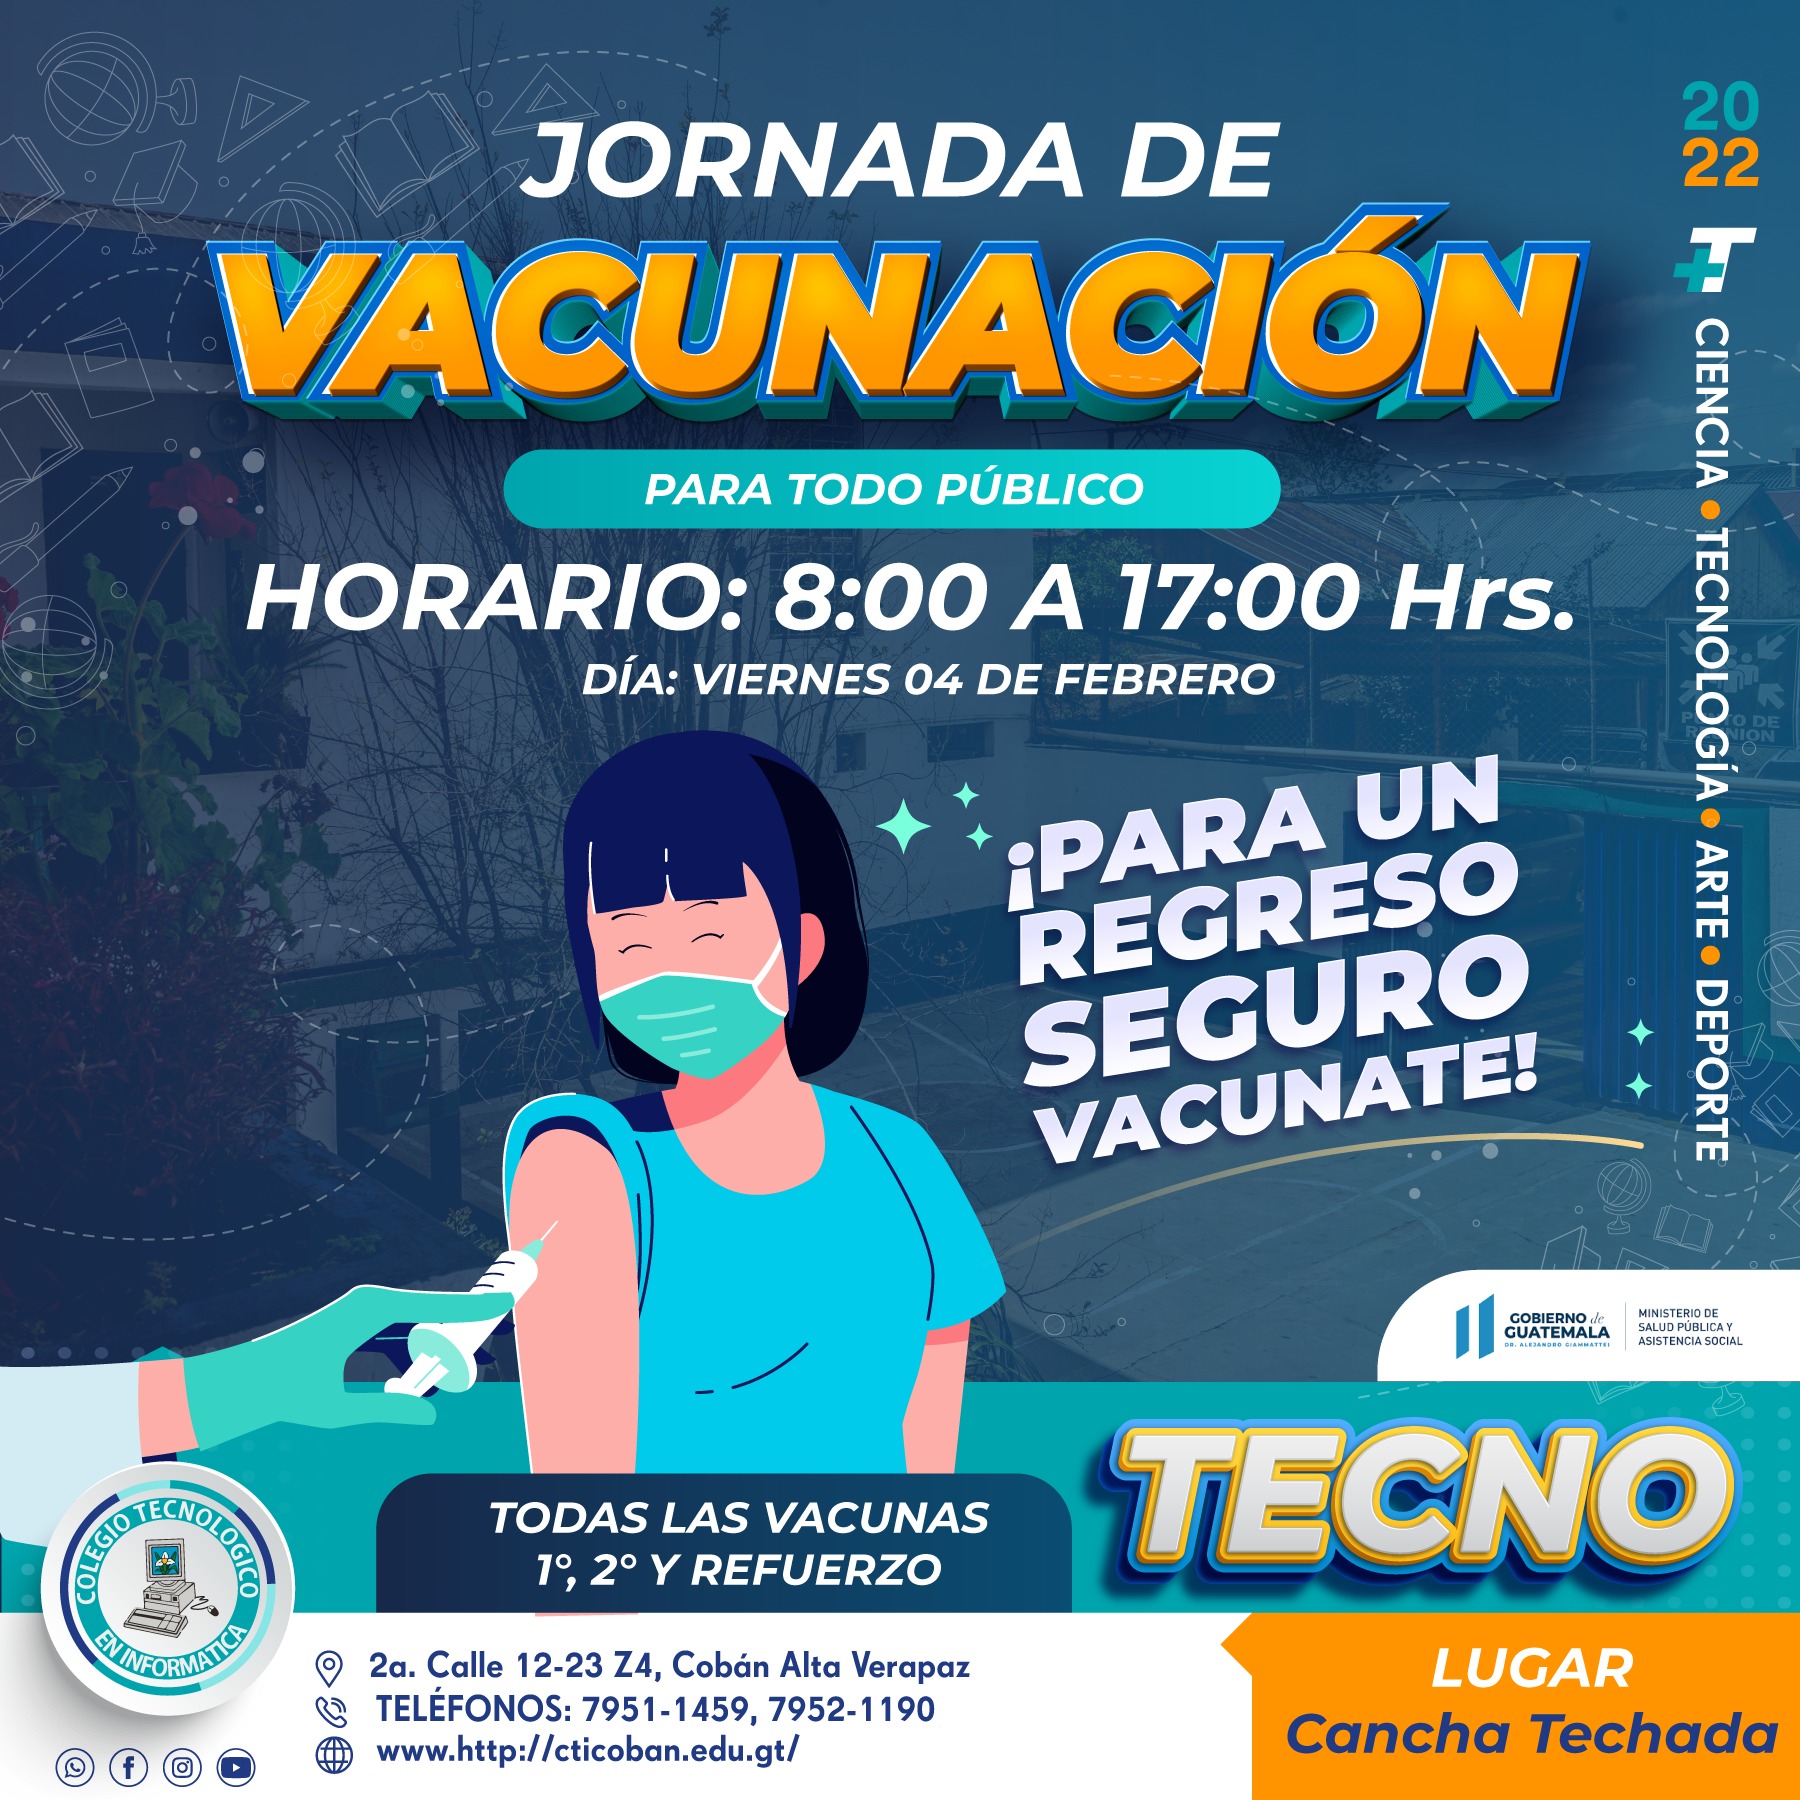 JORNADA DE
VACUNACIÓN
PARA TODO PÚBLICO
HORARIO: 8:00 A 17:00 Hrs.
DÍA: VIERNES 04 DE FEBRERO
20
22
T
CIENCIA • TECNOLOGÍA • ARTE • DEPORTE
PUNTO DE
REUNION
¡PARA UN
REGRESO
SEGURO
VACUNATE!
GOBIERNO de
GUATEMALA
DR. ALEJANDRO GIAMMATTEI
MINISTERIO DE
SALUD PÚBLICA Y
ASISTENCIA SOCIAL
TECNO
TODAS LAS VACUNAS
1°, 2° Y REFUERZO
COLEGIO TECNOLOGICO
EN INFORMATICA
2a. Calle 12-23 Z4, Cobán Alta Verapaz
TELÉFONOS: 7951-1459, 7952-1190
www.http://cticoban.edu.gt/
LUGAR
Cancha Techada